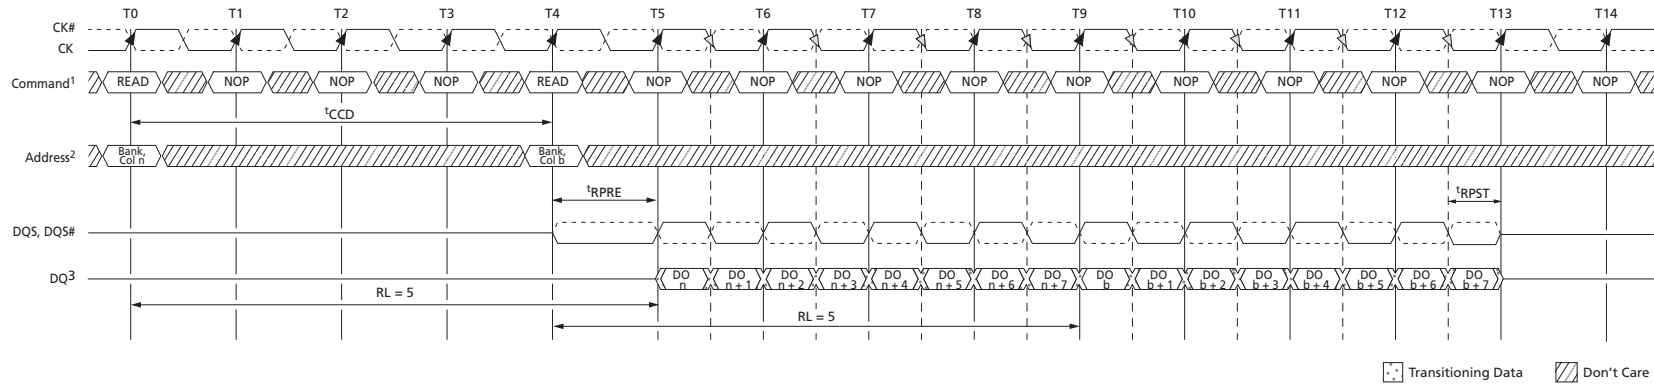 T0 T1 T2 T3 T4 T5 T6 T7 T8 T9 T10 T11 T12 T13 T14
CK#
CK
Command1 READ NOP NOP NOP READ NOP NOP NOP NOP NOP NOP NOP NOP NOP NOP
tCCD
Address2 Bank, Col n Bank, Col b
tRPRE tRPST
DQS, DQS#
DQ3 DO n DO n + 1 DO n + 2 DO n + 3 DO n + 4 DO n + 5 DO n + 6 DO n + 7 DO b DO b + 1 DO b + 2 DO b + 3 DO b + 4 DO b + 5 DO b + 6 DO b + 7
RL = 5
RL = 5
Transitioning Data Don't Care